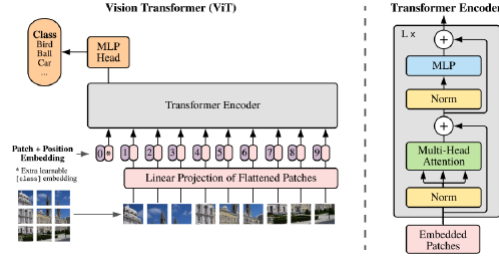 Vision Transformer (ViT)
Class
Bird
Ball
Car
...
MLP
Head
Transformer Encoder
Patch + Position
Embedding
* Extra learnable
[class] embedding
0 * 1 2 3 4 5 6 7 8 9
Linear Projection of Flattened Patches
Transformer Encoder
L x
+
MLP
Norm
+
Multi-Head
Attention
Norm
Embedded
Patches